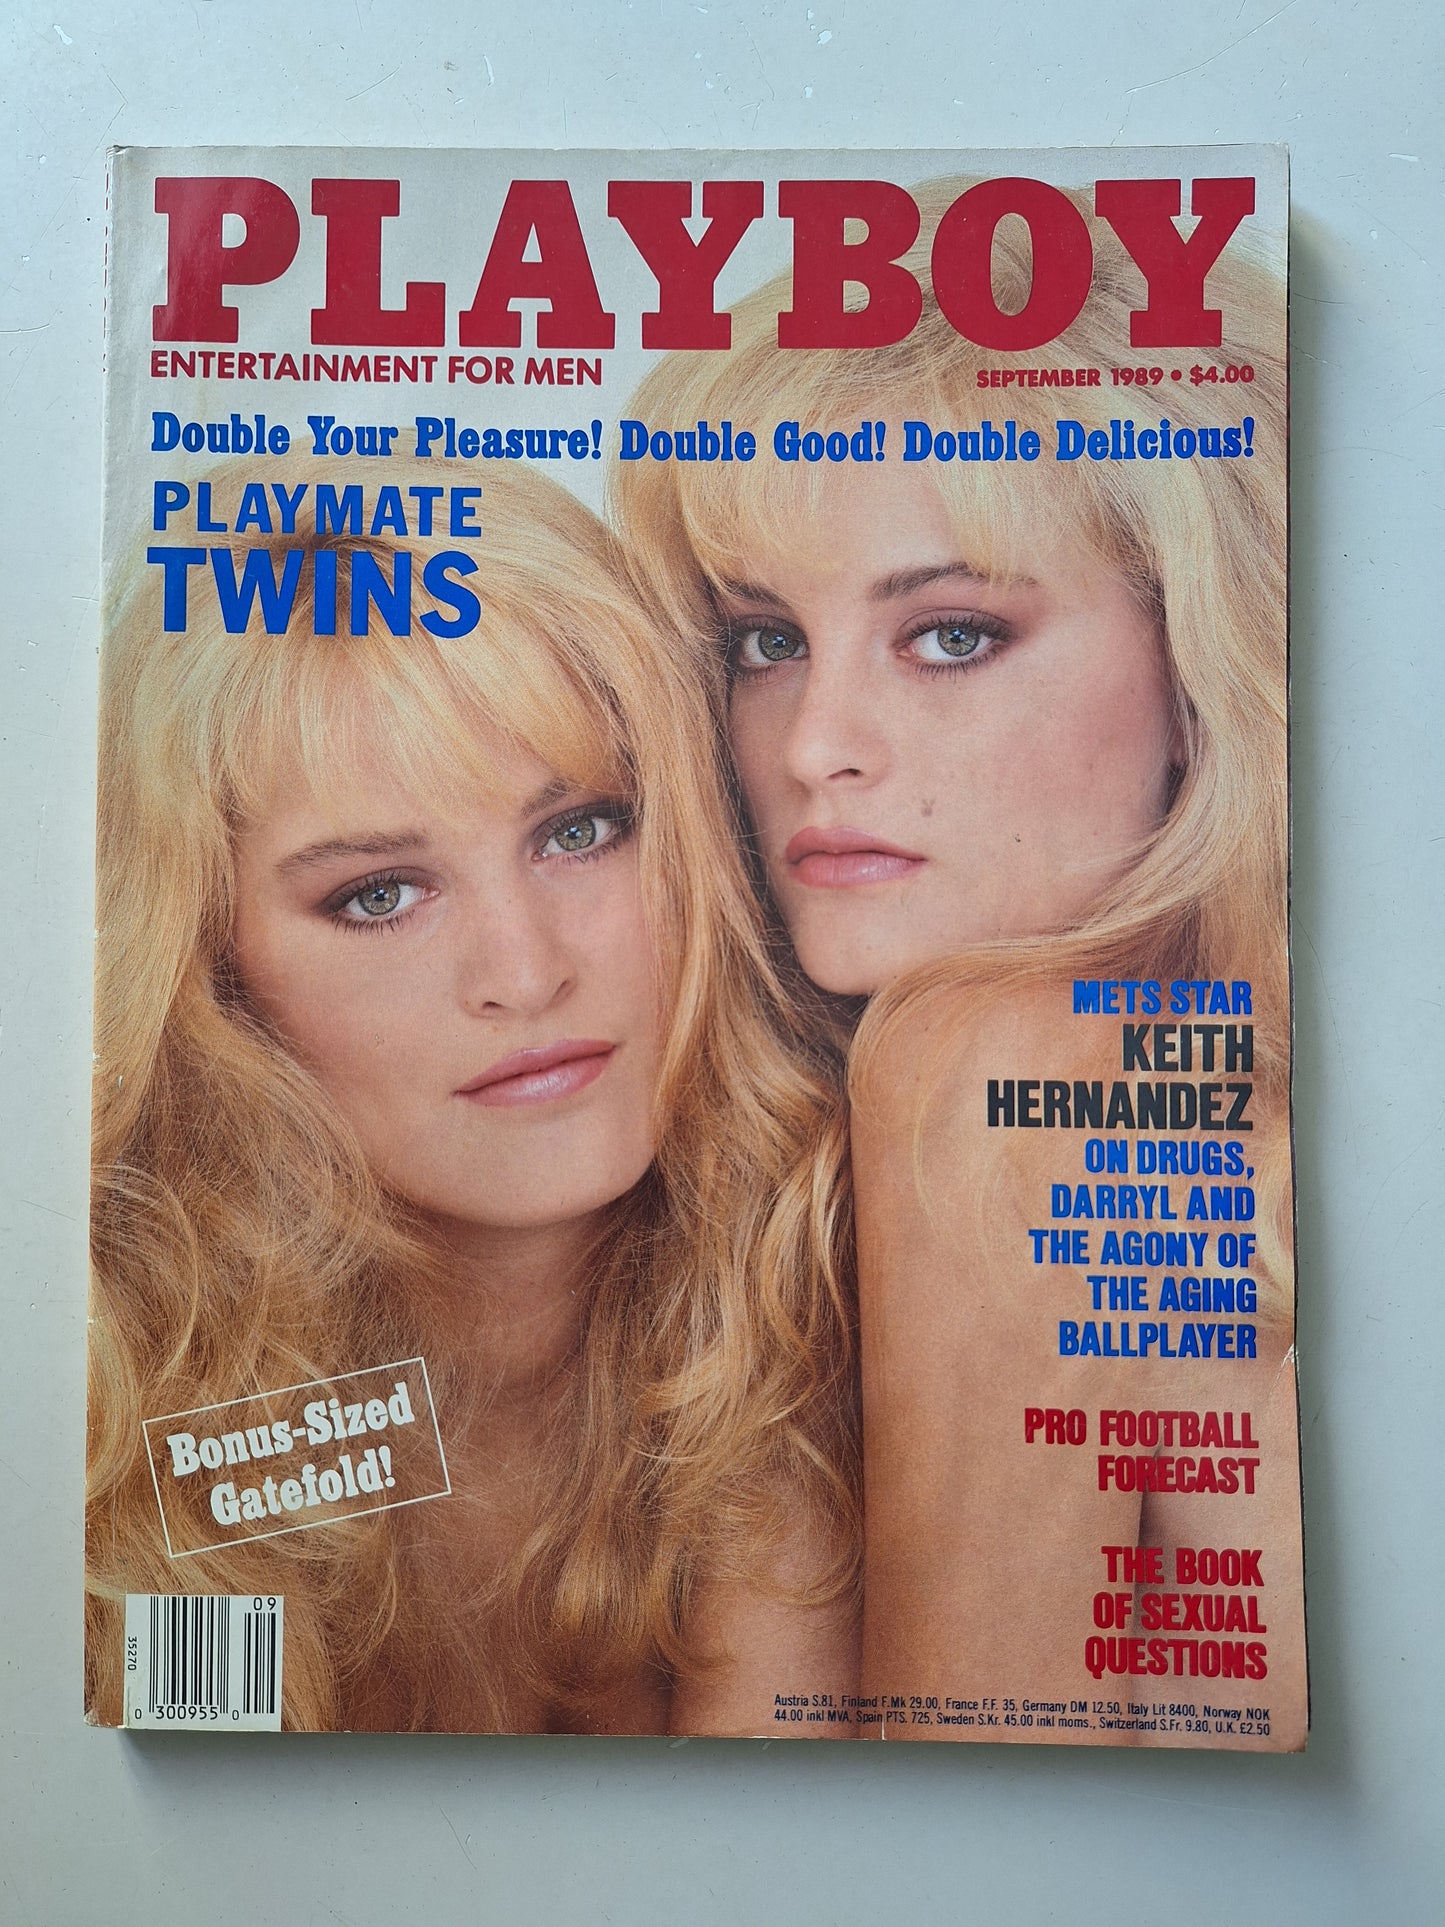 PLAYBOY
ENTERTAINMENT FOR MEN
SEPTEMBER 1989 • $4.00
Double Your Pleasure! Double Good! Double Delicious!
PLAYMATE
TWINS
METS STAR
KEITH
HERNANDEZ
ON DRUGS,
DARRYL AND
THE AGONY OF
THE AGING
BALLPLAYER
Bonus-Sized
Gatefold!
PRO FOOTBALL
FORECAST
THE BOOK
OF SEXUAL
QUESTIONS
09
35270
0 300955 0
Austria S.81, Finland F.Mk 29.00, France F.F. 35, Germany DM 12.50, Italy Lit 8400, Norway NOK
44.00 inkl MVA, Spain PTS. 725, Sweden S.Kr. 45.00 inkl moms., Switzerland S.Fr. 9.80, U.K. £2.50